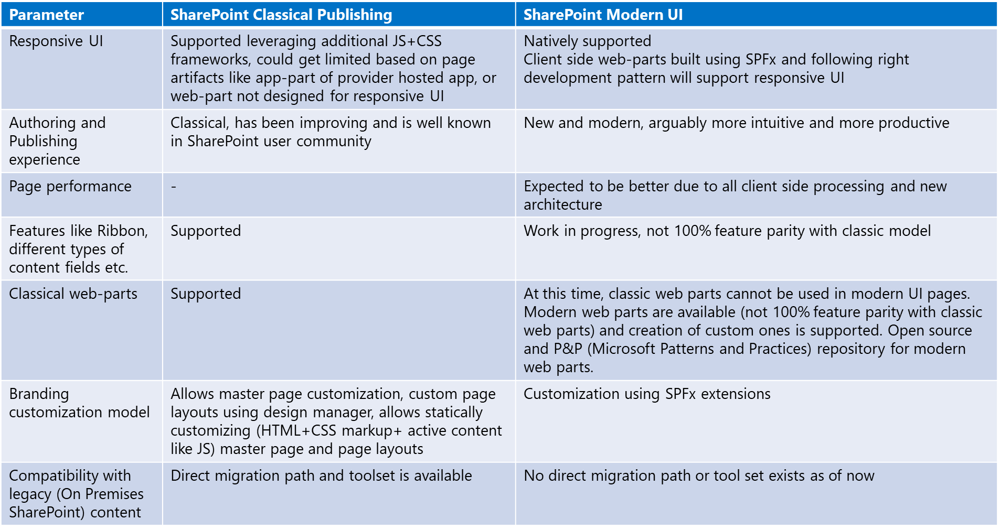 Parameter
SharePoint Classical Publishing
SharePoint Modern UI
Responsive UI
Supported leveraging additional JS+CSS
frameworks, could get limited based on page
artifacts like app-part of provider hosted app, or
web-part not designed for responsive UI
Natively supported
Client side web-parts built using SPFx and following right
development pattern will support responsive UI
Authoring and
Publishing
experience
Classical, has been improving and is well known
in SharePoint user community
New and modern, arguably more intuitive and more productive
Page performance
-
Expected to be better due to all client side processing and new
architecture
Features like Ribbon,
different types of
content fields etc.
Supported
Work in progress, not 100% feature parity with classic model
Classical web-parts
Supported
At this time, classic web parts cannot be used in modern UI pages.
Modern web parts are available (not 100% feature parity with classic
web parts) and creation of custom ones is supported. Open source
and P&P (Microsoft Patterns and Practices) repository for modern
web parts.
Branding
customization model
Allows master page customization, custom page
layouts using design manager, allows statically
customizing (HTML+CSS markup+ active content
like JS) master page and page layouts
Customization using SPFx extensions
Compatibility with
legacy (On Premises
SharePoint) content
Direct migration path and toolset is available
No direct migration path or tool set exists as of now